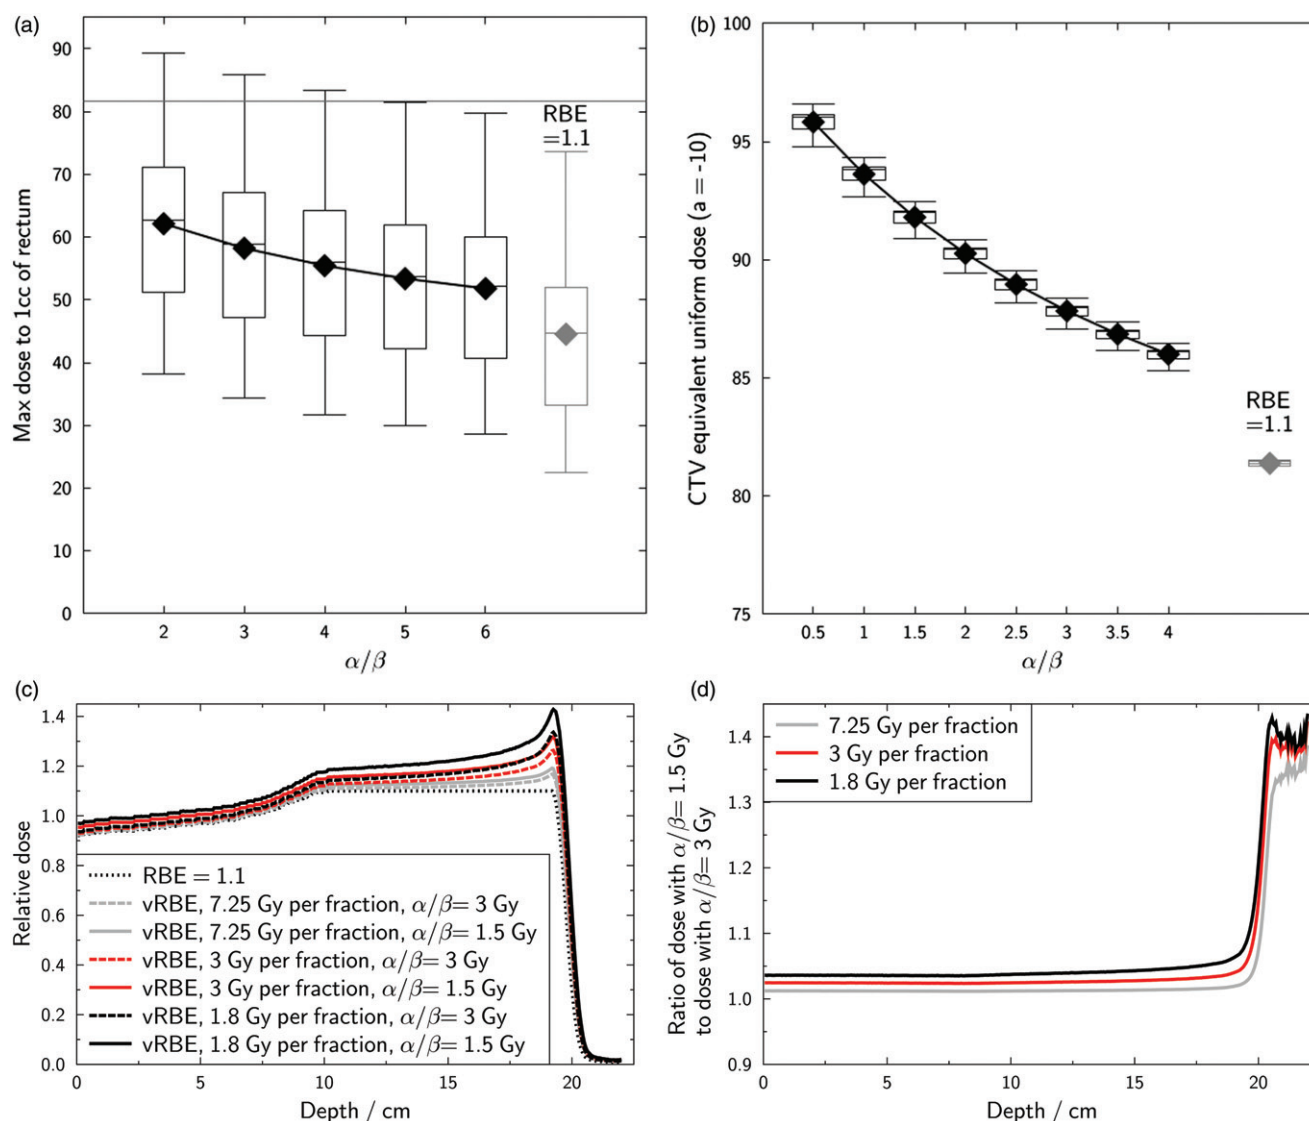 (a)
Max dose to 1cc of rectum
90
80
70
60
50
40
30
20
10
0
RBE
=1.1
2 3 4 5 6
α/β
(b)
CTV equivalent uniform dose (a = -10)
100
95
90
85
80
75
RBE
=1.1
0.5 1 1.5 2 2.5 3 3.5 4
α/β
(c)
Relative dose
1.4
1.2
1.0
0.8
0.6
0.4
0.2
0.0
RBE = 1.1
vRBE, 7.25 Gy per fraction, α/β= 3 Gy
vRBE, 7.25 Gy per fraction, α/β= 1.5 Gy
vRBE, 3 Gy per fraction, α/β= 3 Gy
vRBE, 3 Gy per fraction, α/β= 1.5 Gy
vRBE, 1.8 Gy per fraction, α/β= 3 Gy
vRBE, 1.8 Gy per fraction, α/β= 1.5 Gy
0 5 10 15 20
Depth / cm
(d)
Ratio of dose with α/β= 1.5 Gy
to dose with α/β= 3 Gy
1.4
1.3
1.2
1.1
1.0
0.9
7.25 Gy per fraction
3 Gy per fraction
1.8 Gy per fraction
0 5 10 15 20
Depth / cm